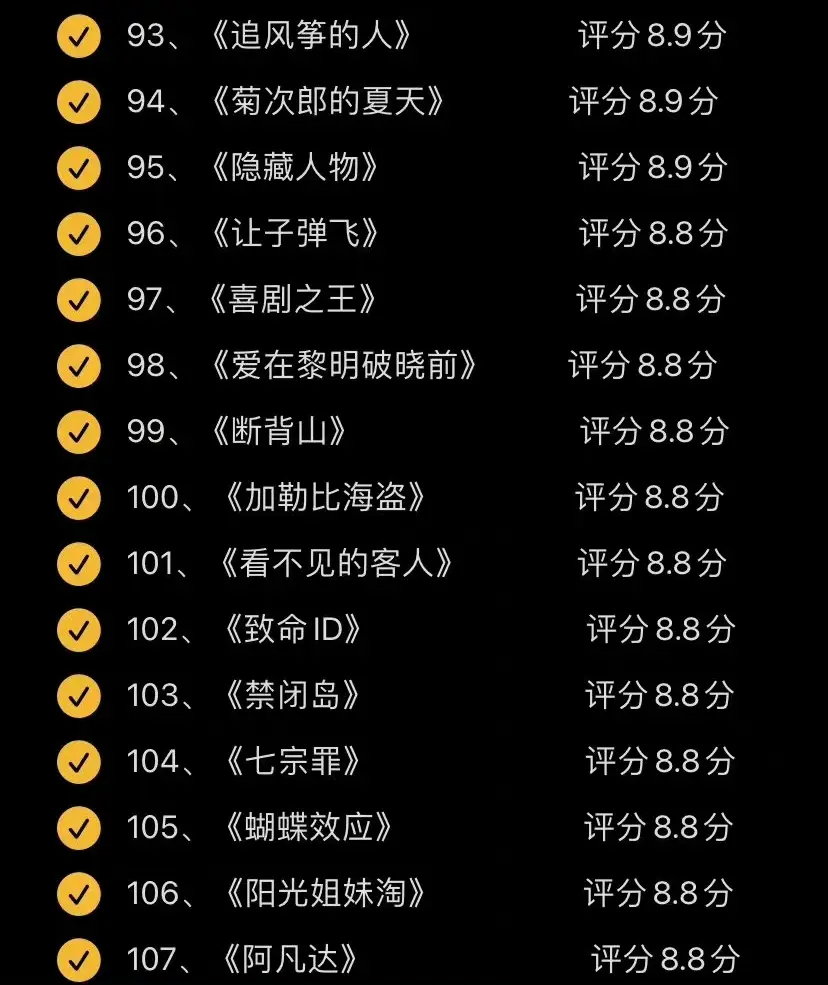 93、《追风筝的人》 评分8.9分
94、《菊次郎的夏天》 评分8.9分
95、《隐藏人物》 评分8.9分
96、《让子弹飞》 评分8.8分
97、《喜剧之王》 评分8.8分
98、《爱在黎明破晓前》 评分8.8分
99、《断背山》 评分8.8分
100、《加勒比海盗》 评分8.8分
101、《看不见的客人》 评分8.8分
102、《致命ID》 评分8.8分
103、《禁闭岛》 评分8.8分
104、《七宗罪》 评分8.8分
105、《蝴蝶效应》 评分8.8分
106、《阳光姐妹淘》 评分8.8分
107、《阿凡达》 评分8.8分